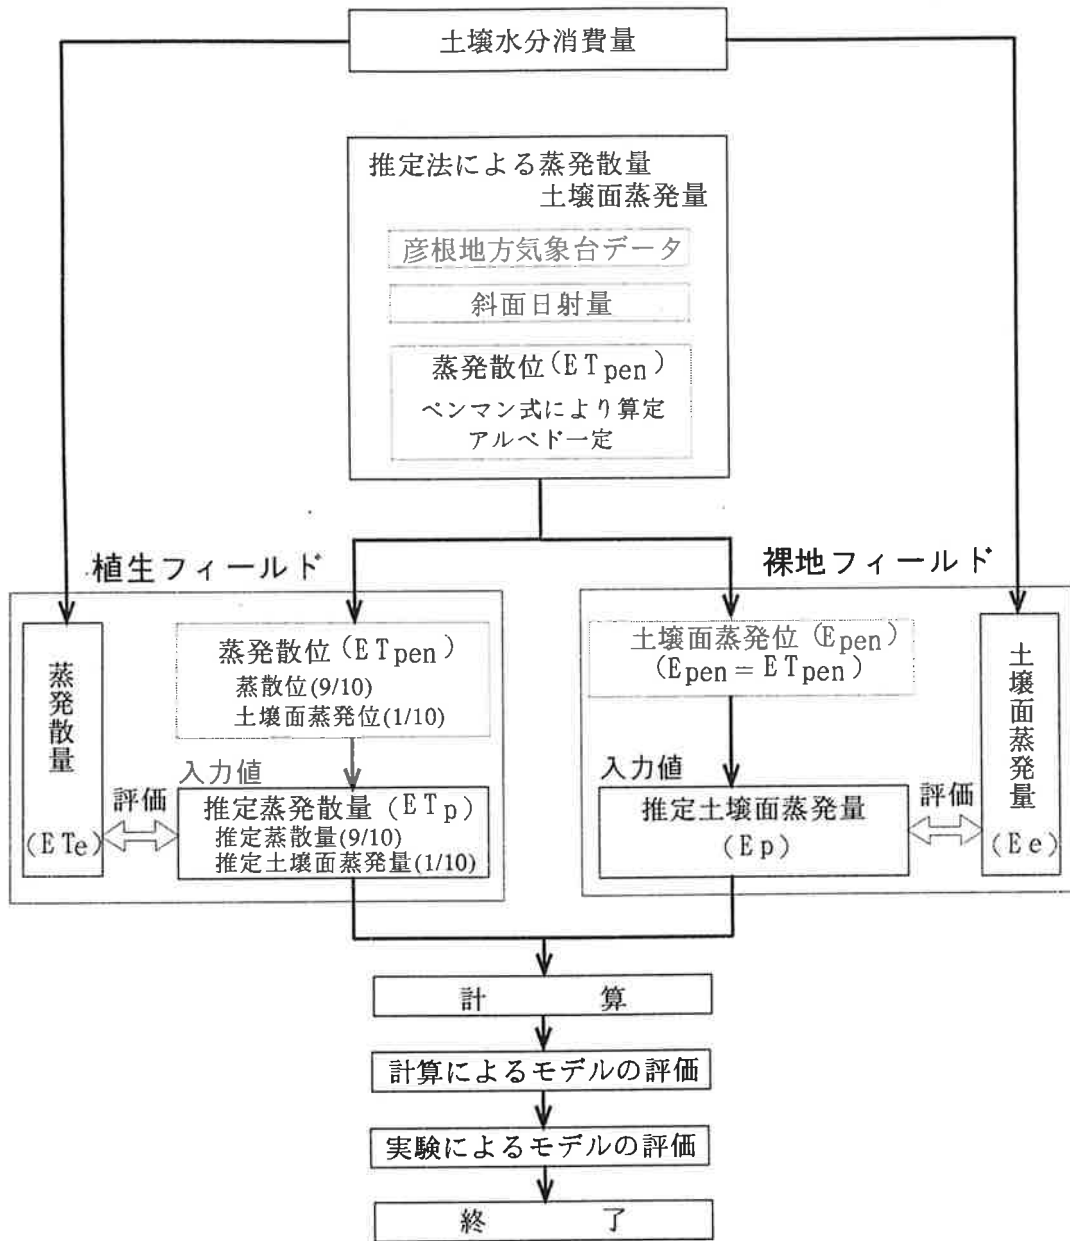 土壌水分消費量
推定法による蒸発散量
土壌面蒸発量
彦根地方気象台データ
斜面日射量
蒸発散位(ETpen)
ペンマン式により算定
アルベド一定
植生フィールド
裸地フィールド
蒸発散量
(ETe)
評価
蒸発散位(ETpen)
蒸散位(9/10)
土壌面蒸発位(1/10)
入力値
推定蒸発散量(ETp)
推定蒸散量(9/10)
推定土壌面蒸発量(1/10)
土壌面蒸発位(Epen)
(Epen=ETpen)
入力値
推定土壌面蒸発量
(Ep)
評価
土壌面蒸発量
(Ee)
計 算
計算によるモデルの評価
実験によるモデルの評価
終 了